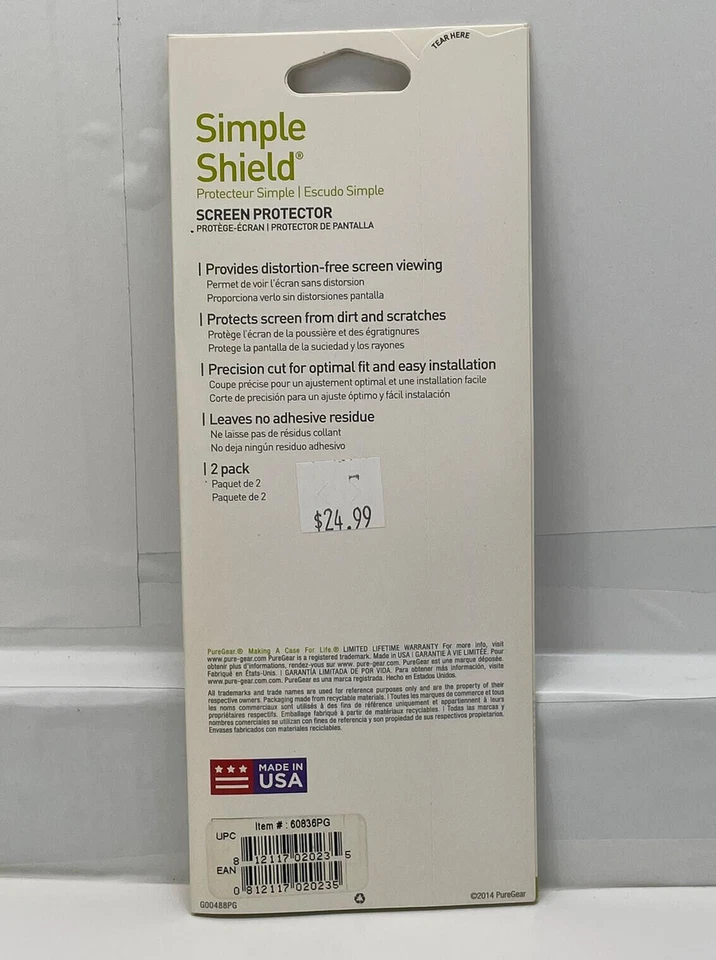 TEAR HERE
Simple
Shield®
Protecteur Simple | Escudo Simple
SCREEN PROTECTOR
PROTÈGE-ÉCRAN | PROTECTOR DE PANTALLA
Provides distortion-free screen viewing
Permet de voir l'écran sans distorsion
Proporciona verlo sin distorsiones pantalla
Protects screen from dirt and scratches
Protège l'écran de la poussière et des égratignures
Protege la pantalla de la suciedad y los rayones
Precision cut for optimal fit and easy installation
Coupe précise pour un ajustement optimal et une installation facile
Corte de precisión para un ajuste óptimo y fácil instalación
Leaves no adhesive residue
Ne laisse pas de résidus collant
No deja ningún residuo adhesivo
2 pack
Paquet de 2
Paquete de 2
$24.99
PureGear.® Making A Case For Life.® LIMITED LIFETIME WARRANTY For more info, visit
www.pure-gear.com PureGear is a registered trademark. Made in USA | GARANTIE À VIE LIMITÉE. Pour
obtenir plus d'informations, rendez-vous sur www. pure-gear.com. PureGear est une marque déposée.
Fabriqué en États-Unis. | GARANTÍA LIMITADA DE POR VIDA. Para obtener más información, visite
www.pure-gear.com. PureGear es una marca registrada. Hecho en Estados Unidos.
All trademarks and trade names are used for reference purposes only and are the property of their
respective owners. Packaging made from recyclable materials. | Toutes les marques de commerce et tous
les noms commerciaux sont utilisés à des fins de référence uniquement et appartiennent à leurs
propriétaires respectifs. Emballage fabriqué à partir de matériaux recyclables. | Todas las marcas y
nombres comerciales se utilizan con fines de referencia y son propiedad de sus respectivos propietarios.
Envases fabricados con materiales reciclables.
MADE IN
USA
Item # : 60836PG
UPC
8 12117 02023 5
EAN
0 812117 020235
G00488PG
©2014 PureGear